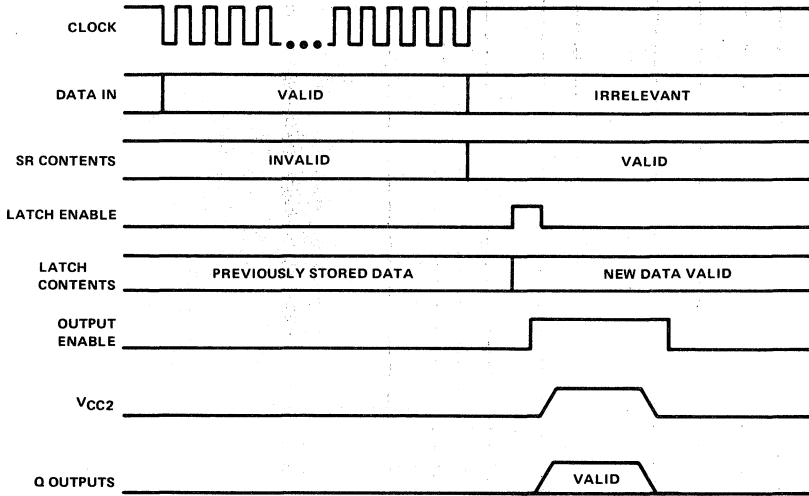 CLOCK
DATA IN
VALID
IRRELEVANT
SR CONTENTS
INVALID
VALID
LATCH ENABLE
LATCH
CONTENTS
PREVIOUSLY STORED DATA
NEW DATA VALID
OUTPUT
ENABLE
VCC2
Q OUTPUTS
VALID